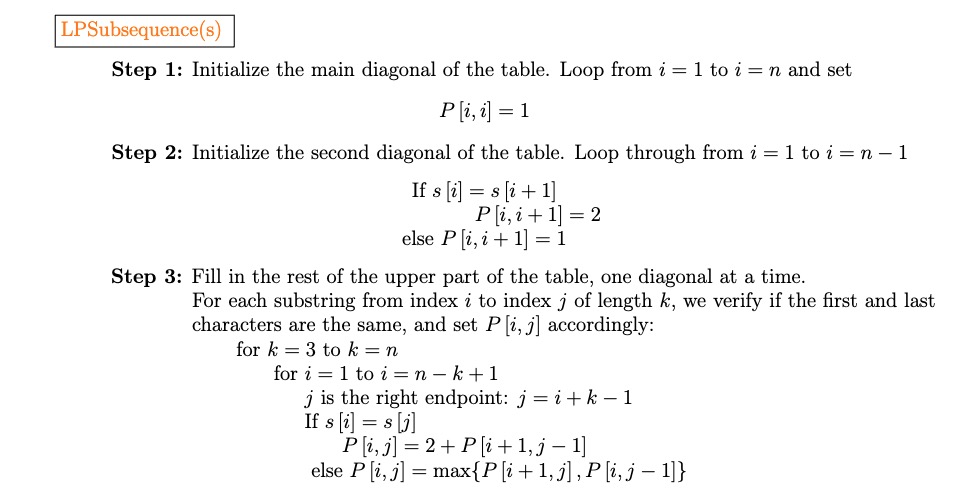 LPSubsequence(s)
Step 1: Initialize the main diagonal of the table. Loop from i = 1 to i = n and set
P [i, i] = 1
Step 2: Initialize the second diagonal of the table. Loop through from i = 1 to i = n − 1
If s [i] = s [i + 1]
P [i, i + 1] = 2
else P [i, i + 1] = 1
Step 3: Fill in the rest of the upper part of the table, one diagonal at a time.
For each substring from index i to index j of length k, we verify if the first and last
characters are the same, and set P [i, j] accordingly:
for k = 3 to k = n
for i = 1 to i = n − k + 1
j is the right endpoint: j = i + k − 1
If s [i] = s [j]
P [i, j] = 2 + P [i + 1, j − 1]
else P [i, j] = max{P [i + 1, j] , P [i, j − 1]}